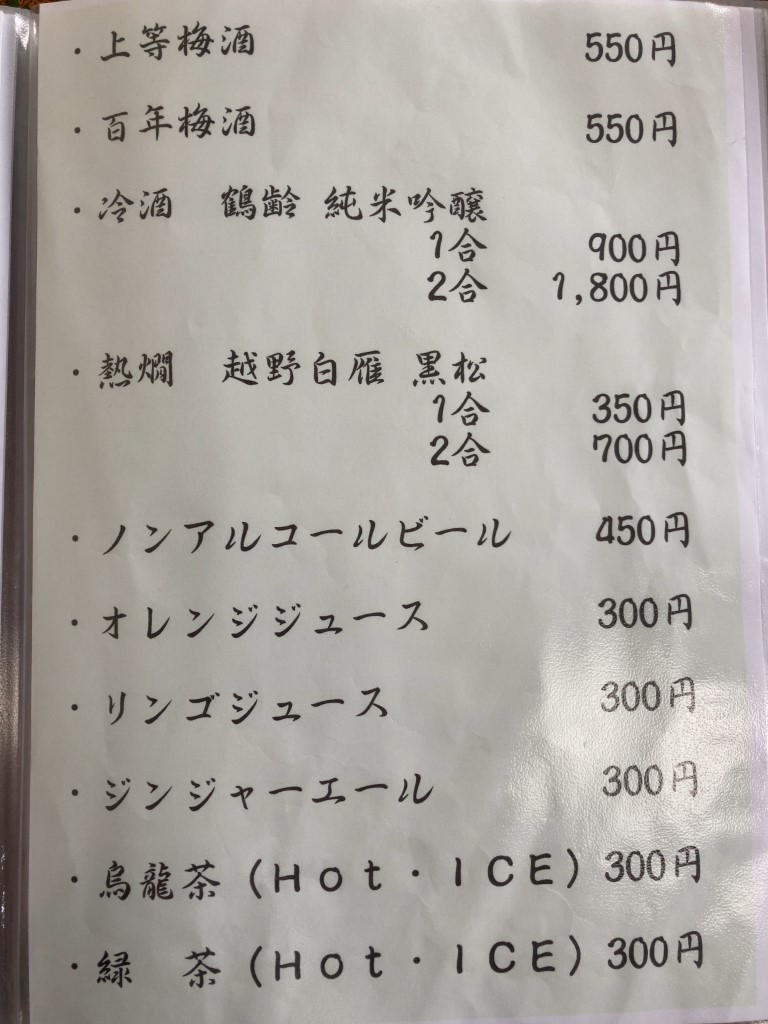 ・上等梅酒 550円
・百年梅酒 550円
・冷酒 鶴齢 純米吟醸
1合 900円
2合 1,800円
・熱燗 越野白雁 黒松
1合 350円
2合 700円
・ノンアルコールビール 450円
・オレンジジュース 300円
・リンゴジュース 300円
・ジンジャーエール 300円
・烏龍茶(Hot・ICE) 300円
・緑 茶(Hot・ICE) 300円